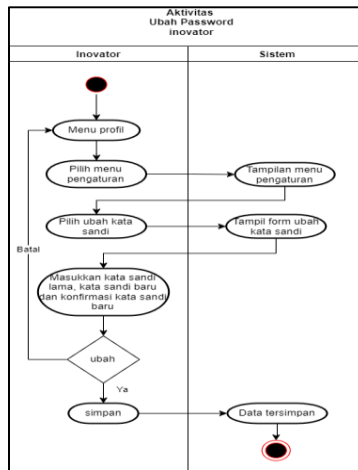 Aktivitas
Ubah Password
inovator
Inovator
Sistem
Menu profil
Pilih menu
pengaturan
Tampilan menu
pengaturan
Pilih ubah kata
sandi
Tampil form ubah
kata sandi
Batal
Masukkan kata sandi
lama, kata sandi baru
dan konfirmasi kata sandi
baru
ubah
Ya
simpan
Data tersimpan